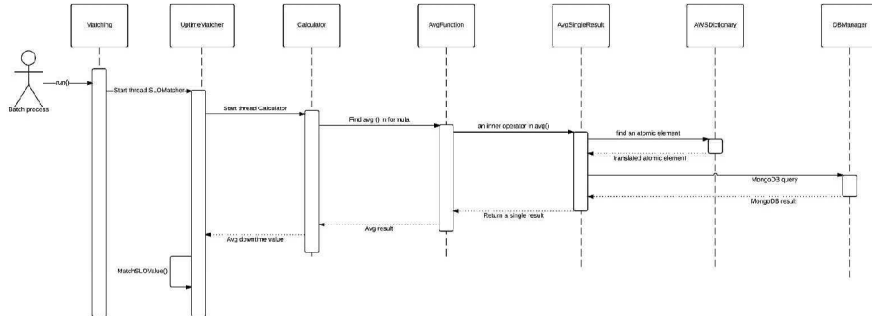 Matching
UptimeMatcher
Calculator
AvgFunction
AvgSingleResult
AWSDictionary
DBManager
run()
Batch process
Start thread SLOMatcher
Start thread Calculator
Find avg () in formula
an inner operator in avg()
find an atomic element
translated atomic element
MongoDB query
MongoDB result
Return a single result
Avg result
Avg downtime value
MatchSLOValue()